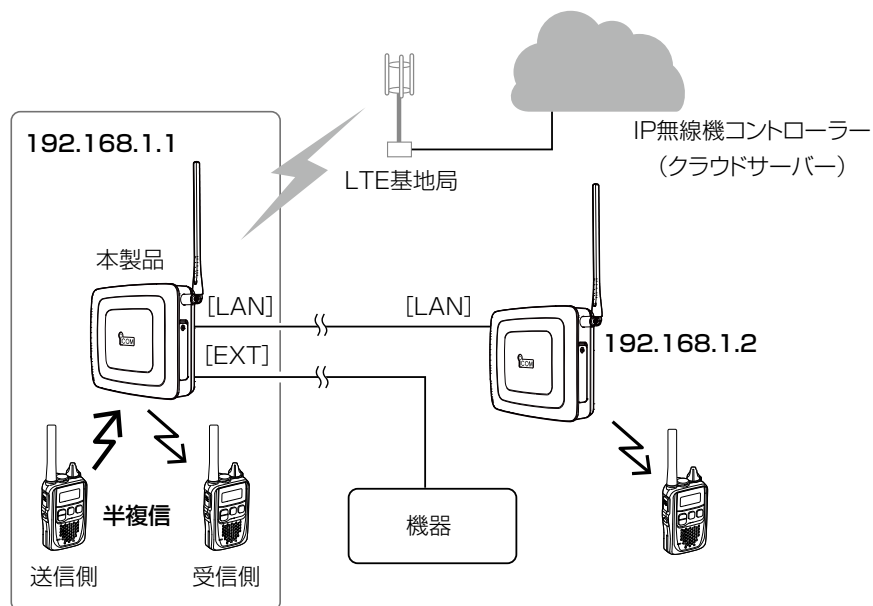 192.168.1.1
IP無線機コントローラー
（クラウドサーバー）
LTE基地局
本製品
[LAN]
[LAN]
[EXT]
192.168.1.2
ICOM
ICOM
半複信
機器
送信側
受信側